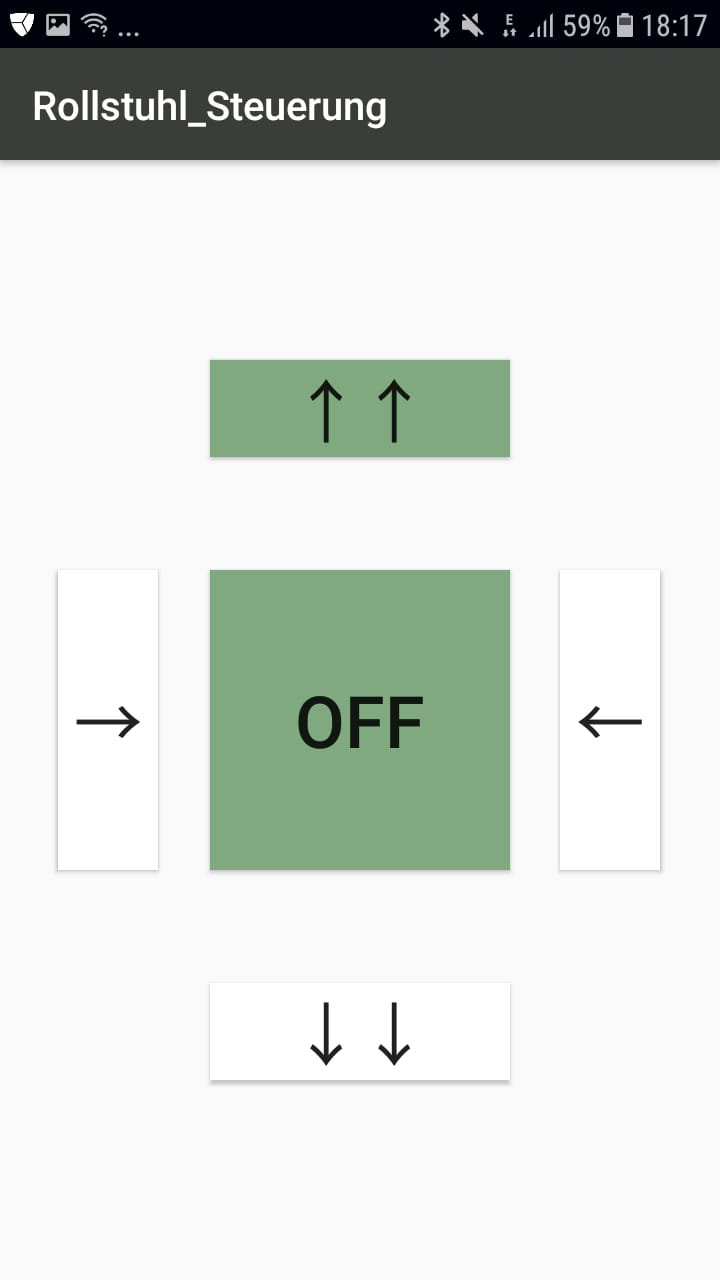 ... E 59% 18:17
Rollstuhl_Steuerung
↑ ↑
→ OFF ←
↓ ↓